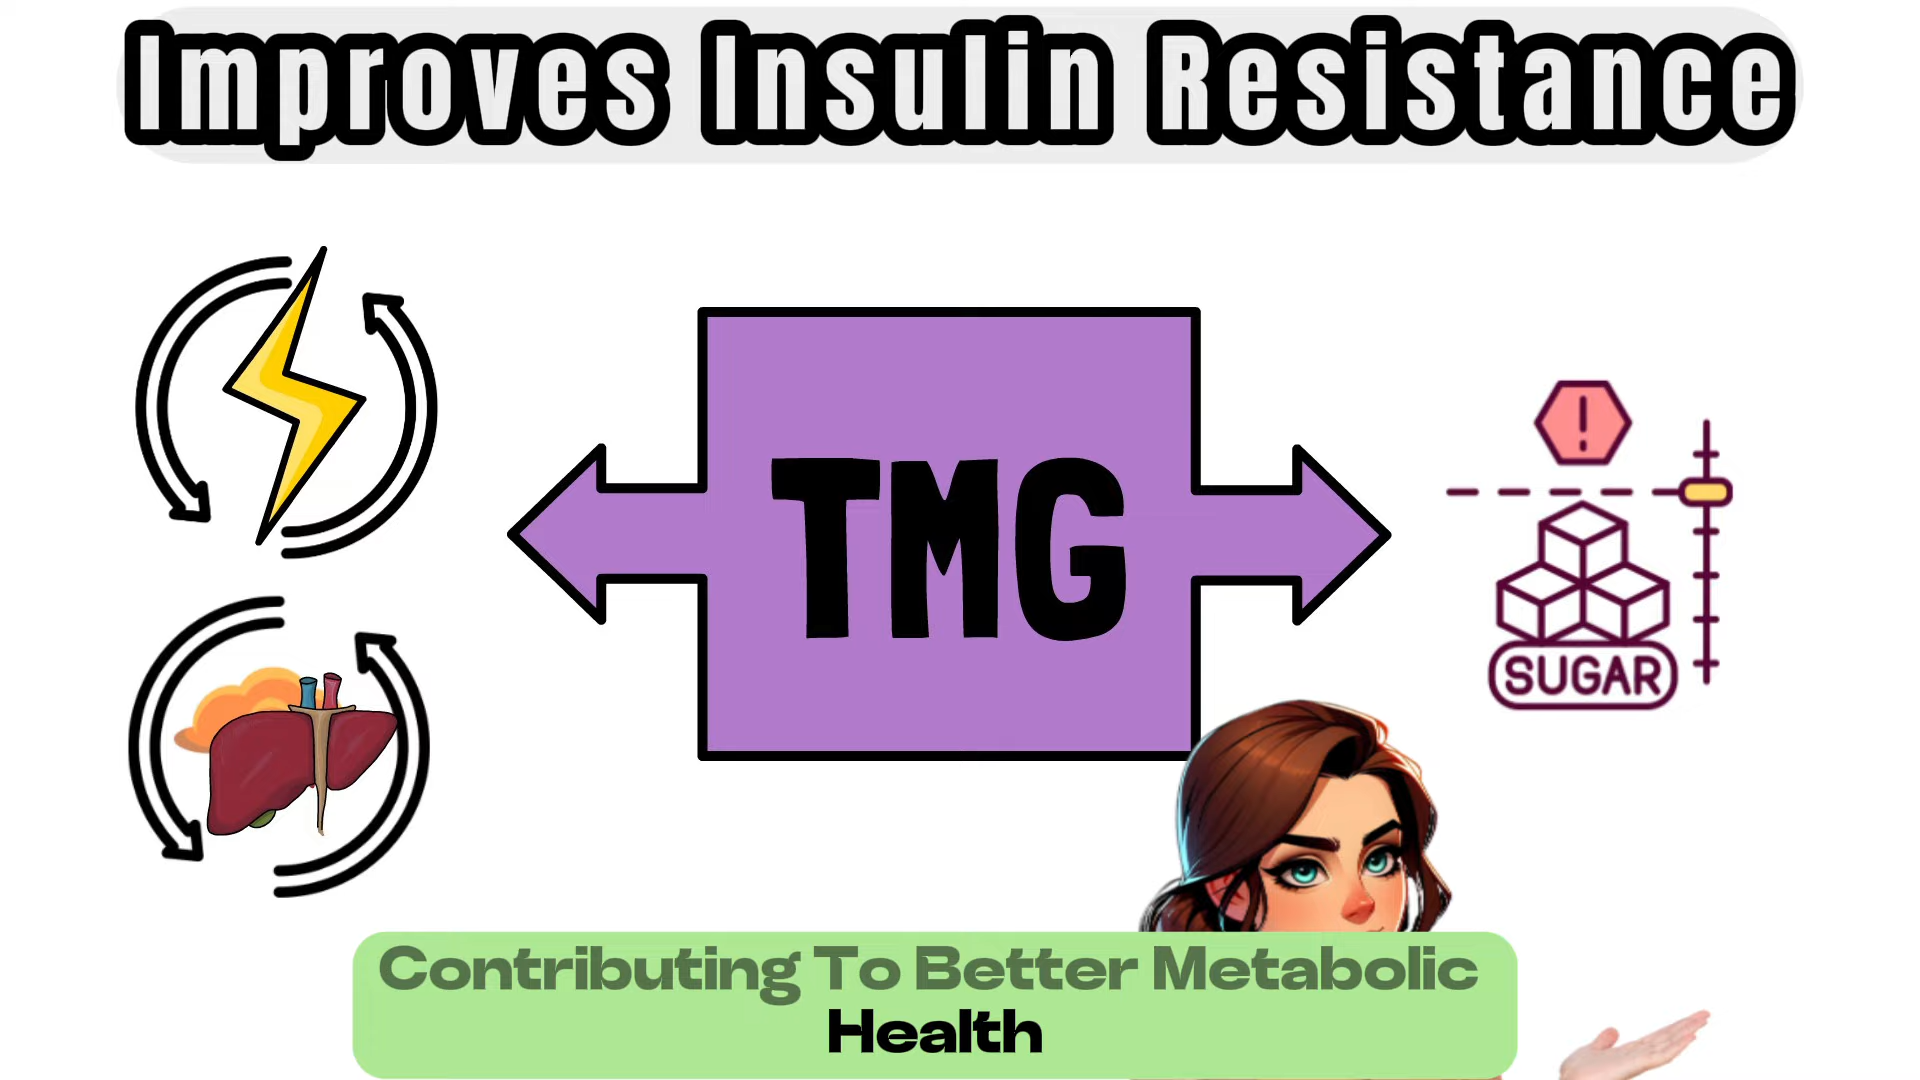 Improves Insulin Resistance
TMG
!
SUGAR
Contributing To Better Metabolic
Health